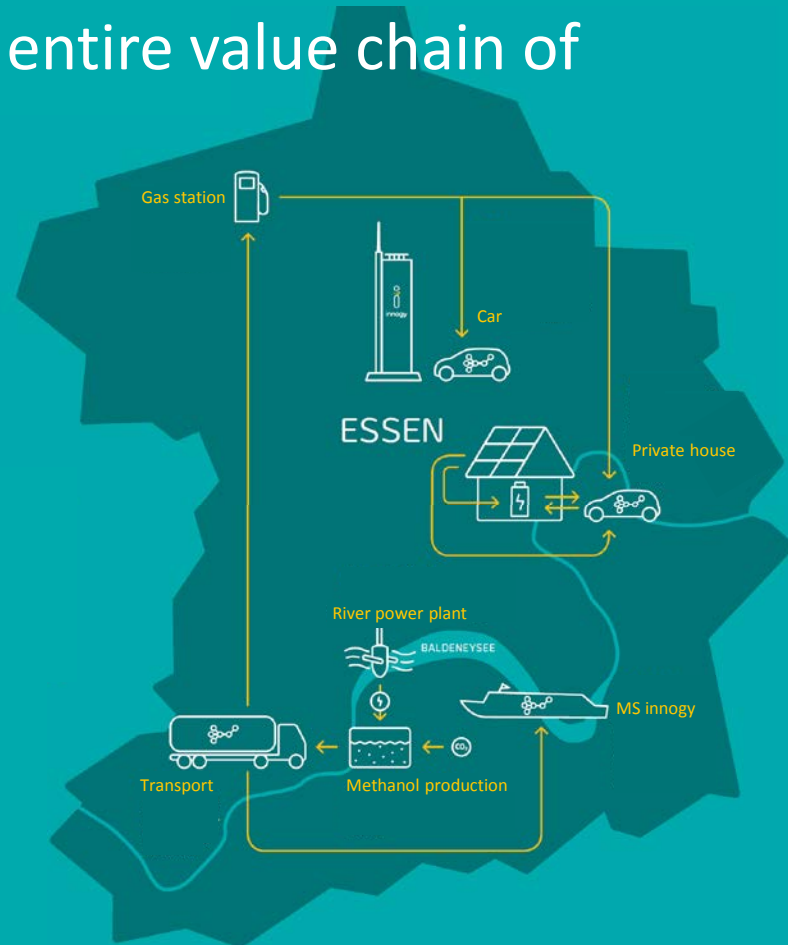 entire value chain of
Gas station
innogy
Car
ESSEN
Private house
River power plant
BALDENEYSEE
MS innogy
CO₂
Transport
Methanol production